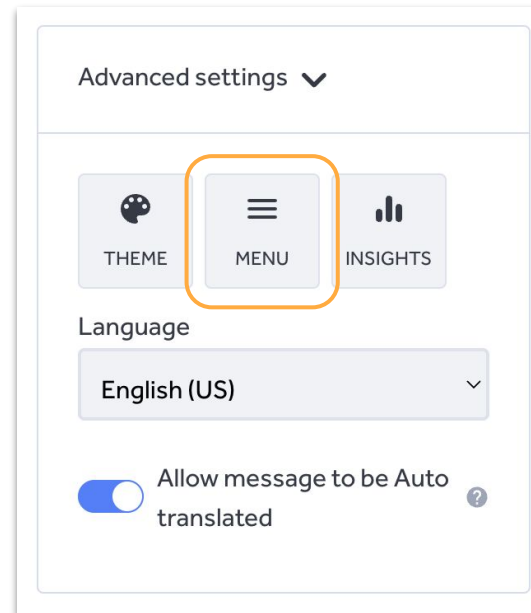 Advanced settings
THEME MENU INSIGHTS
Language
English (US)
Allow message to be Auto
translated ?